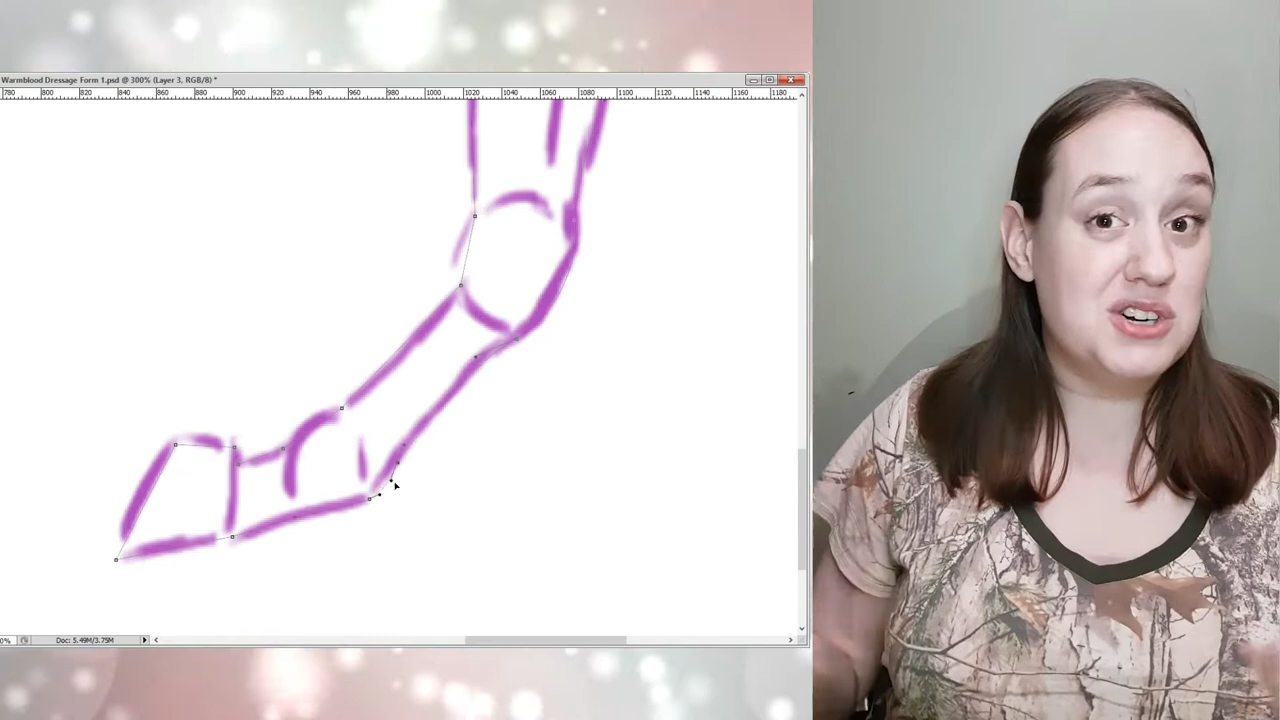 Warmblood Dressage Form 1.psd @ 300% (Layer 3, RGB/8) *
780 800 820 840 860 880 900 920 940 960 980 1000 1020 1040 1060 1080 1100 1120 1140 1160 1180
0% Doc: 5.49M/3.75M